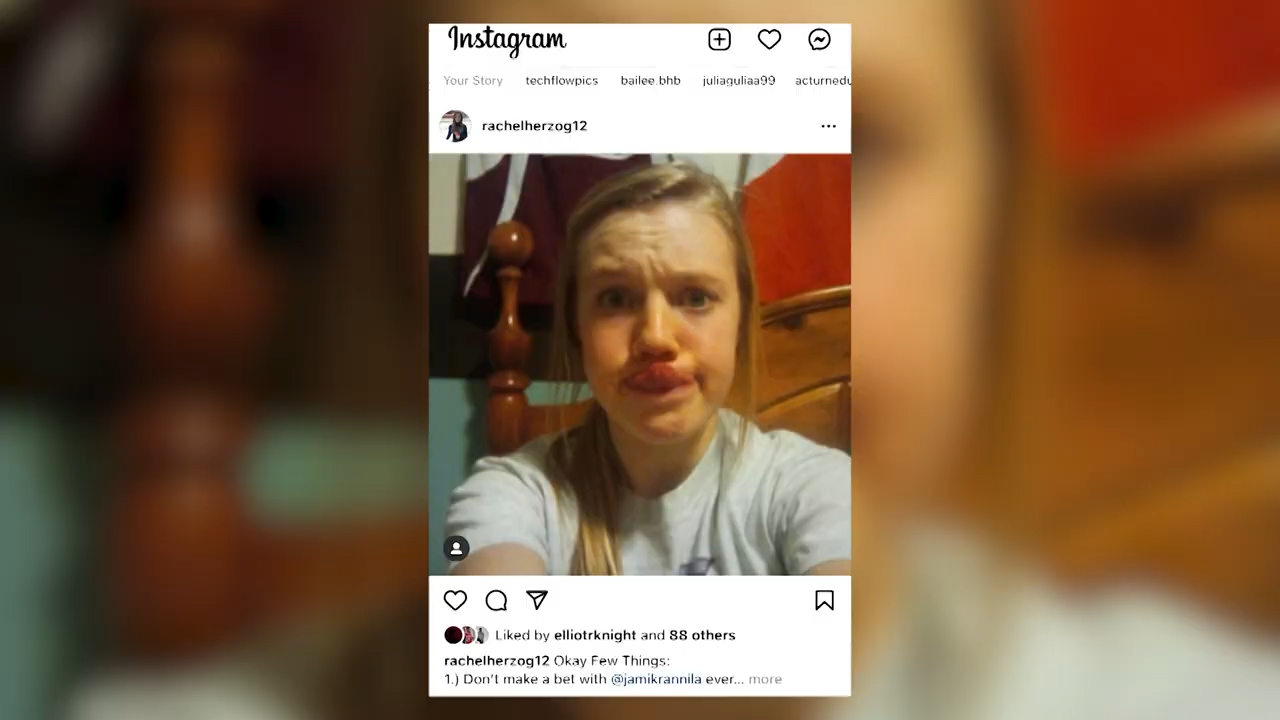 Instagram
Your Story techflowpics bailee.bhb juliaguliaa99 acturnedu
rachelherzog12
Liked by elliotrknight and 88 others
rachelherzog12 Okay Few Things:
1.) Don't make a bet with @jamikrannila ever... more